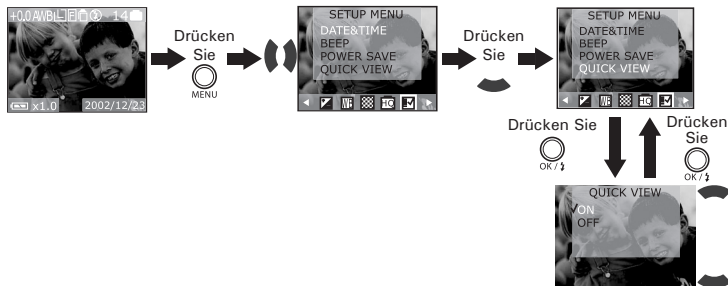 +0.0 AWB L F 14
x1.0 2002/12/23
Drücken
Sie
MENU
SETUP MENU
DATE&TIME
BEEP
POWER SAVE
QUICK VIEW
Drücken
Sie
SETUP MENU
DATE&TIME
BEEP
POWER SAVE
QUICK VIEW
Drücken Sie
OK /
Drücken
Sie
OK /
QUICK VIEW
ON
OFF